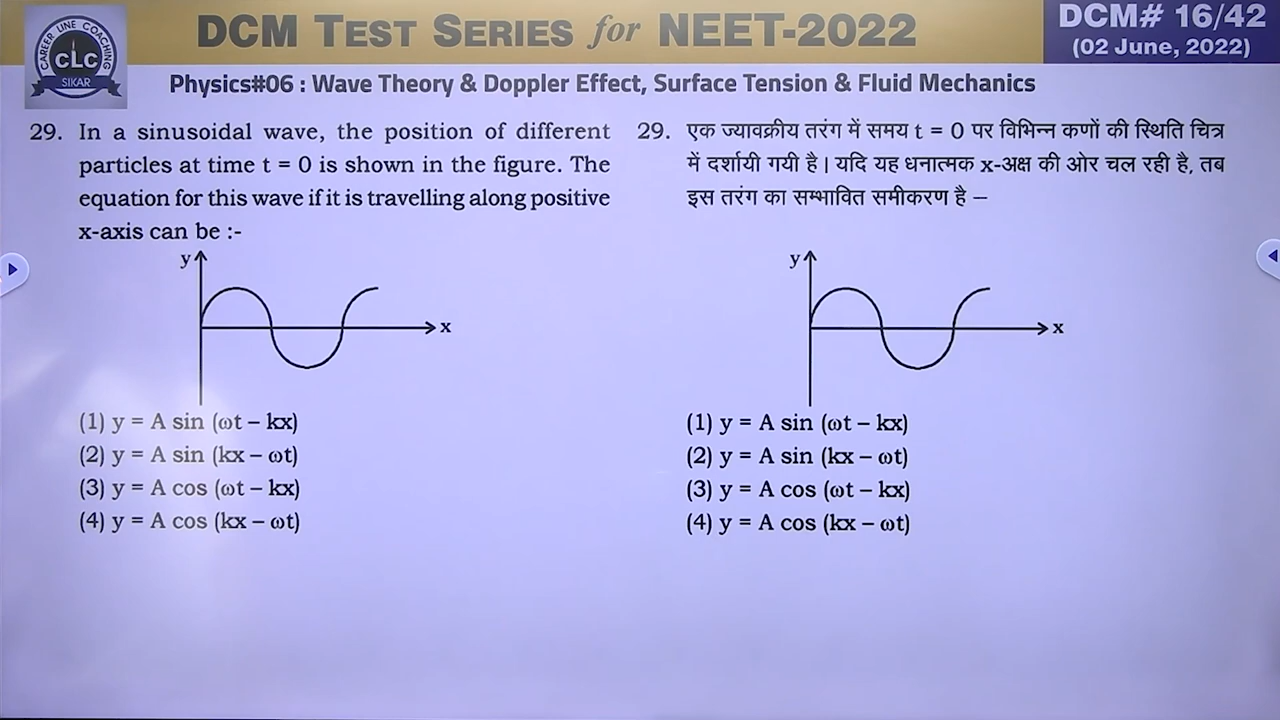 CAREER LINE COACHING
CLC
SIKAR
DCM TEST SERIES for NEET-2022
DCM# 16/42
(02 June, 2022)
Physics#06 : Wave Theory & Doppler Effect, Surface Tension & Fluid Mechanics
29. In a sinusoidal wave, the position of different
particles at time t = 0 is shown in the figure. The
equation for this wave if it is travelling along positive
x-axis can be :-
y
x
(1) y = A sin (ωt – kx)
(2) y = A sin (kx – ωt)
(3) y = A cos (ωt – kx)
(4) y = A cos (kx – ωt)
29. एक ज्यावक्रीय तरंग में समय t = 0 पर विभिन्न कणों की स्थिति चित्र
में दर्शायी गयी है। यदि यह धनात्मक x-अक्ष की ओर चल रही है, तब
इस तरंग का सम्भावित समीकरण है –
y
x
(1) y = A sin (ωt – kx)
(2) y = A sin (kx – ωt)
(3) y = A cos (ωt – kx)
(4) y = A cos (kx – ωt)